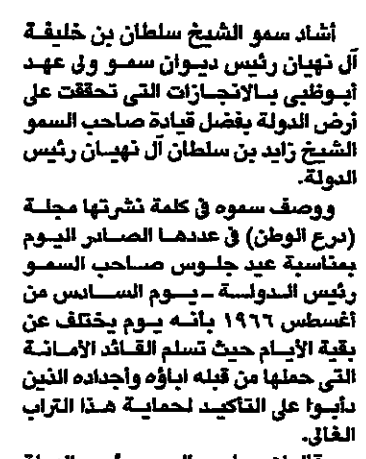 أشاد سمو الشيخ سلطان بن خليفة
آل نهيان رئيس ديوان سمو ولى عهد
أبوظبى بالانجازات التى تحققت على
أرض الدولة بفضل قيادة صاحب السمو
الشيخ زايد بن سلطان آل نهيان رئيس
الدولة.
ووصف سموه في كلمة نشرتها مجلة
(درع الوطن) في عددها الصادر اليوم
بمناسبة عيد جلوس صاحب السمو
رئيس الدولة - يوم السادس من
أغسطس ١٩٦٦ بأنه يوم يختلف عن
بقية الأيام حيث تسلم القائد الأمانة
التي حملها من قبله اباؤه وأجداده الذين
دأبوا على التأكيد لحماية هذا التراب
الغالى.